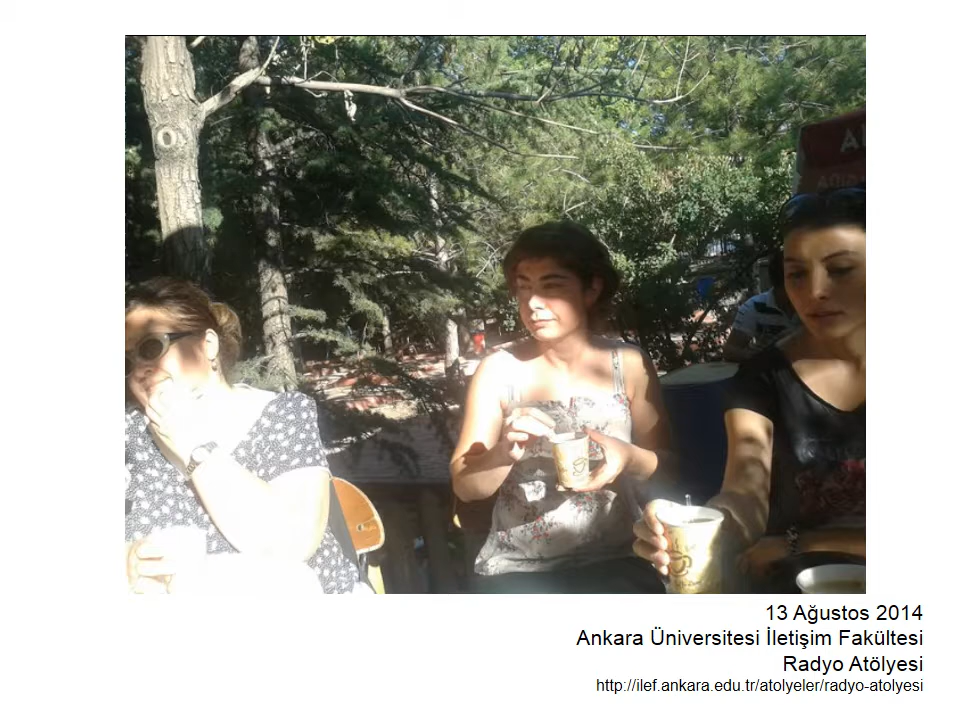 13 Ağustos 2014
Ankara Üniversitesi İletişim Fakültesi
Radyo Atölyesi
http://ilef.ankara.edu.tr/atolyeler/radyo-atolyesi